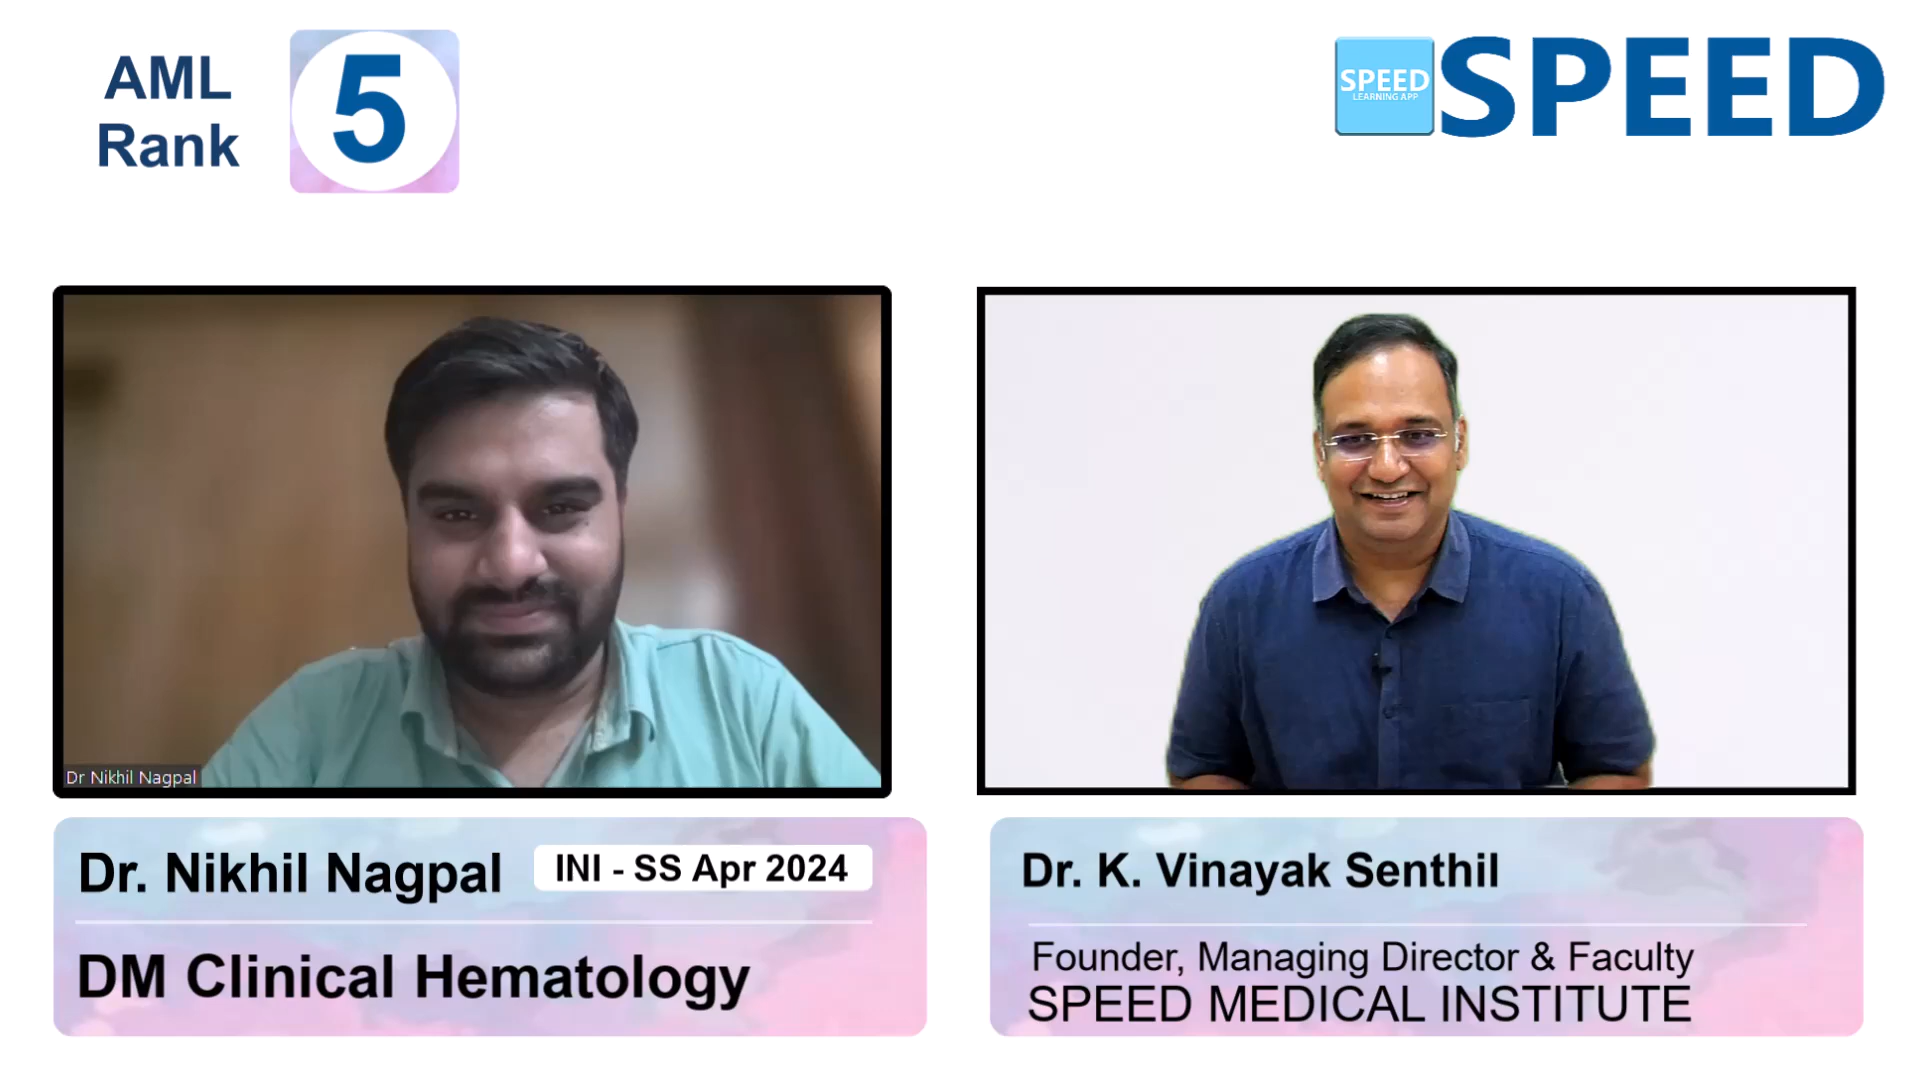 AML
Rank
5
SPEED
LEARNING APP
SPEED
Dr Nikhil Nagpal
Dr. Nikhil Nagpal
INI - SS Apr 2024
DM Clinical Hematology
Dr. K. Vinayak Senthil
Founder, Managing Director & Faculty
SPEED MEDICAL INSTITUTE